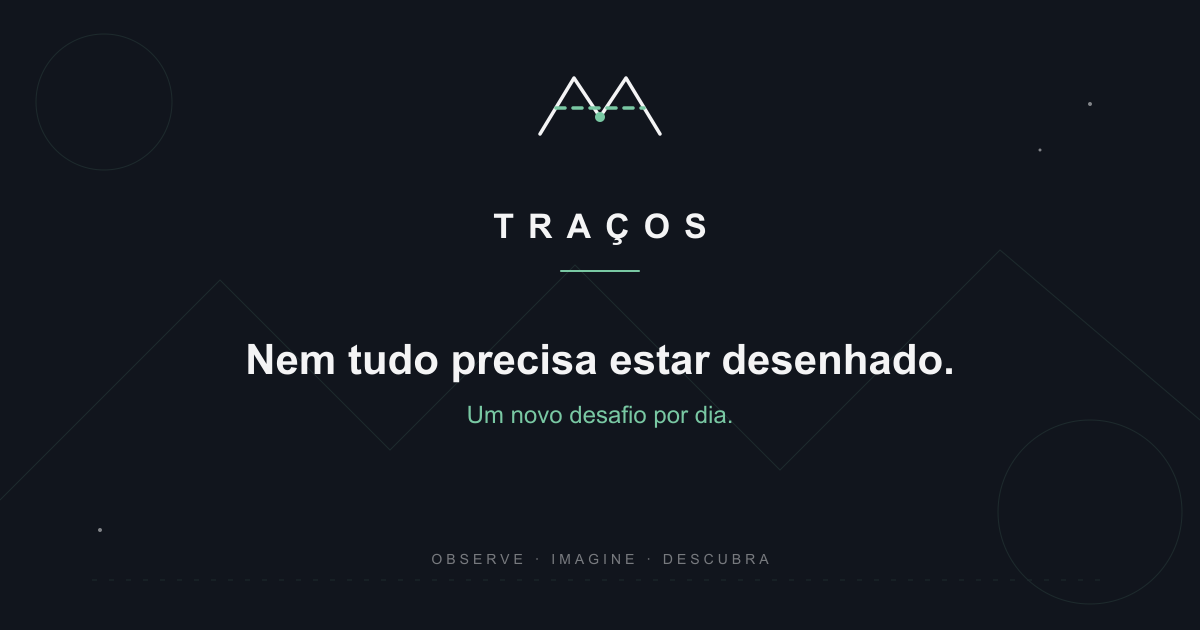 TRAÇOS
Nem tudo precisa estar desenhado.
Um novo desafio por dia.
OBSERVE · IMAGINE · DESCUBRA